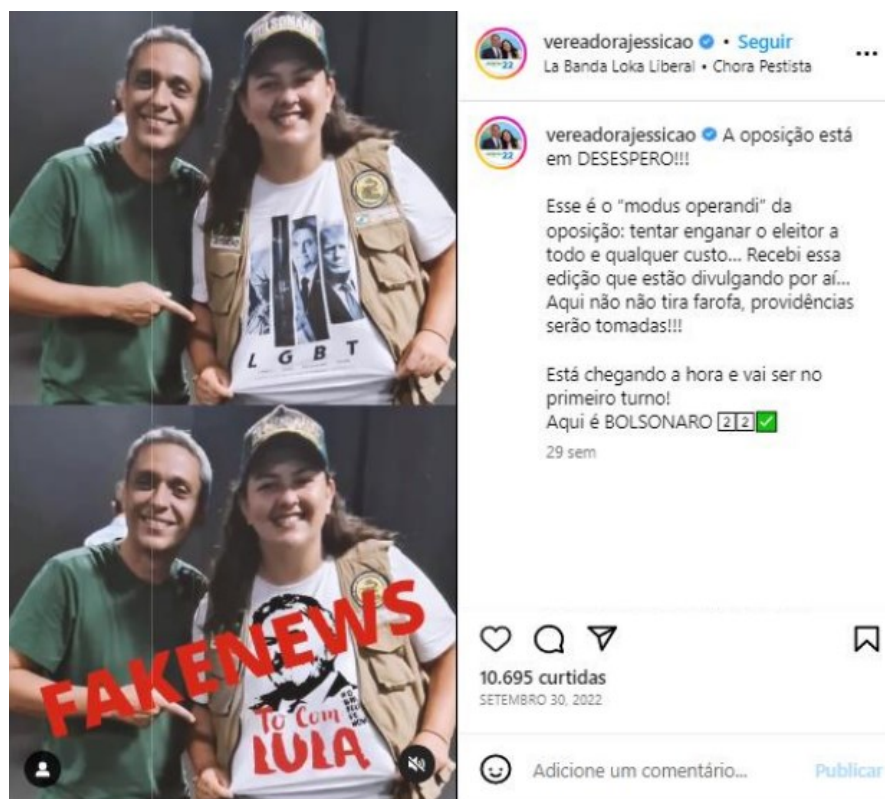 BOLSONARO
L G B T
FAKENEWS
To Com
LULA
vereadorajessicao • Seguir
La Banda Loka Liberal • Chora Pestista
vereadorajessicao A oposição está
em DESESPERO!!!
Esse é o “modus operandi” da
oposição: tentar enganar o eleitor a
todo e qualquer custo... Recebi essa
edição que estão divulgando por aí...
Aqui não não tira farofa, providências
serão tomadas!!!
Está chegando a hora e vai ser no
primeiro turno!
Aqui é BOLSONARO 22✅
29 sem
10.695 curtidas
SETEMBRO 30, 2022
Adicione um comentário...
Publicar